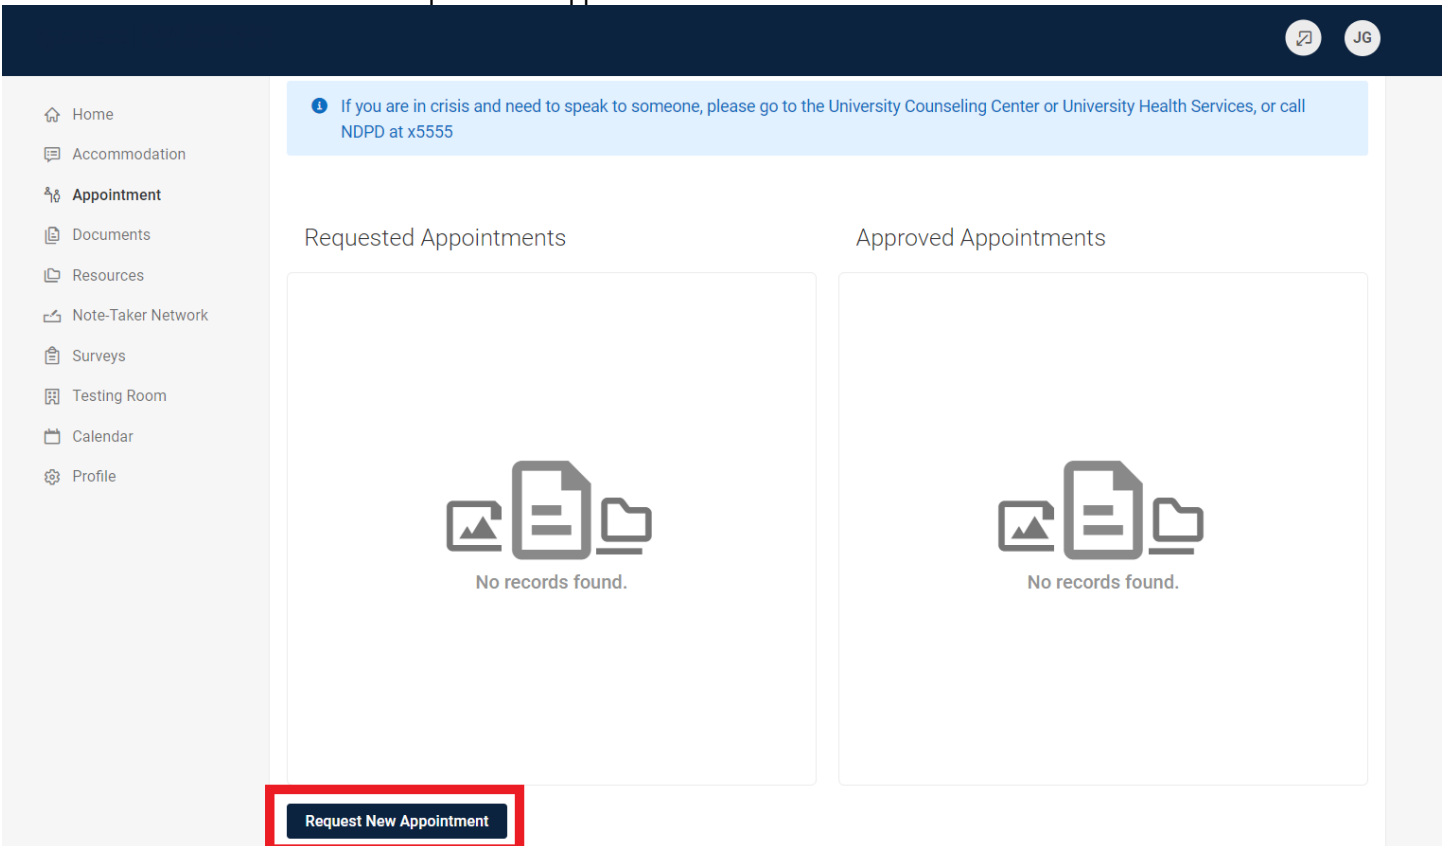 JG
If you are in crisis and need to speak to someone, please go to the University Counseling Center or University Health Services, or call
NDPD at x5555
Home
Accommodation
Appointment
Documents
Resources
Note-Taker Network
Surveys
Testing Room
Calendar
Profile
Requested Appointments
Approved Appointments
No records found.
No records found.
Request New Appointment